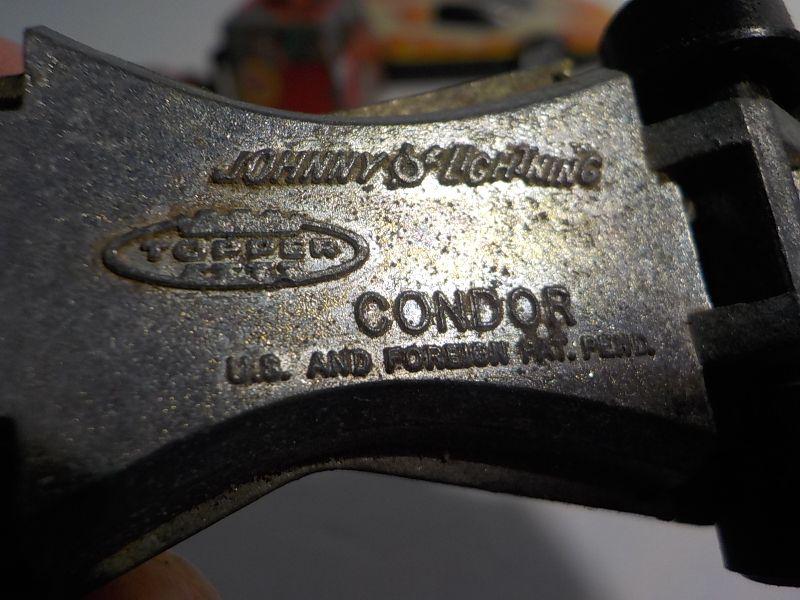 JOHNNY LIGHTNING
TOPPER
CONDOR
U.S. AND FOREIGN PAT. PEND.